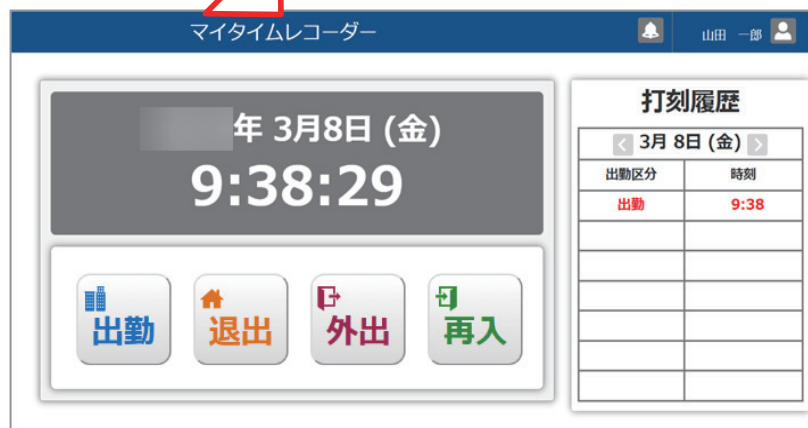 マイタイムレコーダー
山田 一郎
年 3月8日 (金)
9:38:29
出勤
退出
外出
再入
打刻履歴
3月 8日 (金)
出勤区分 時刻
出勤 9:38